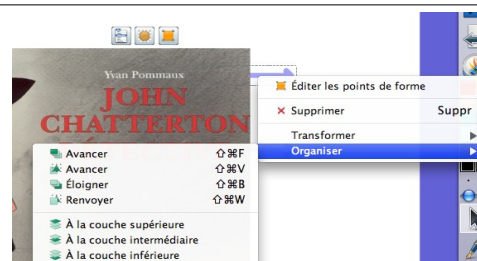 Yvan Pommaux
JOHN
CHATTERTON
Éditer les points de forme
Supprimer Suppr
Transformer
Organiser
Avancer ⇧⌘F
Avancer ⇧⌘V
Éloigner ⇧⌘B
Renvoyer ⇧⌘W
À la couche supérieure
À la couche intermédiaire
À la couche inférieure